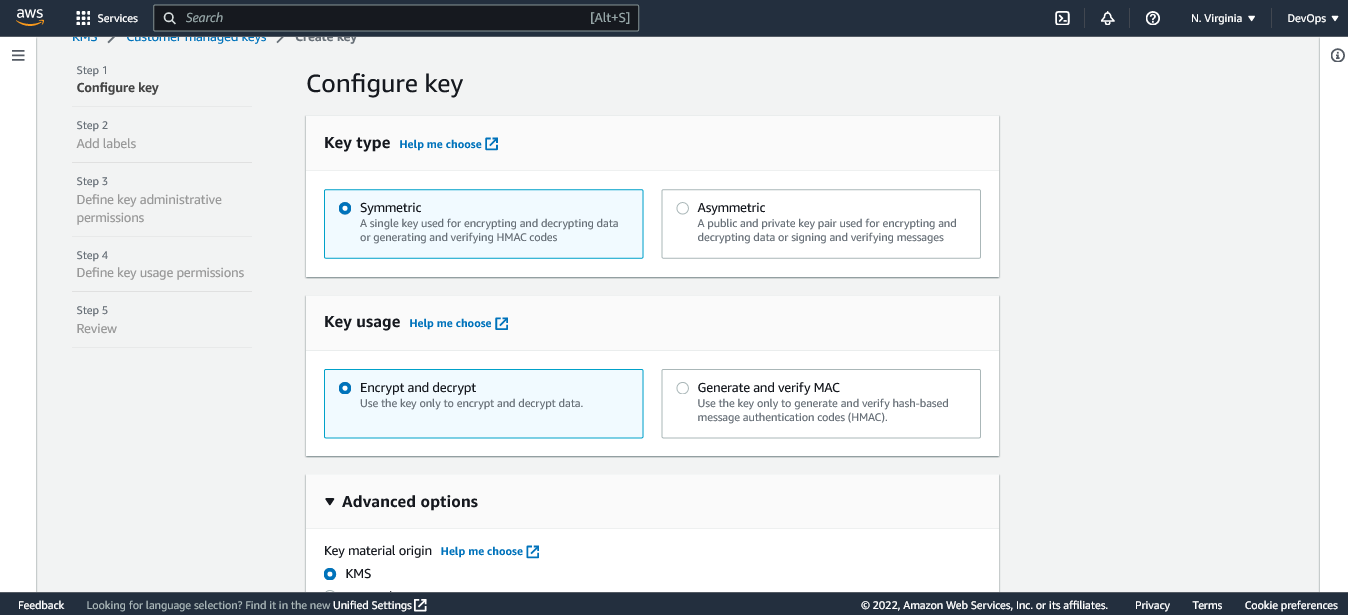 aws
Services
Search
[Alt+S]
N. Virginia
DevOps
KMS
Customer managed keys
Create key
Step 1
Configure key
Step 2
Add labels
Step 3
Define key administrative
permissions
Step 4
Define key usage permissions
Step 5
Review
Configure key
Key type Help me choose
Symmetric
A single key used for encrypting and decrypting data
or generating and verifying HMAC codes
Asymmetric
A public and private key pair used for encrypting and
decrypting data or signing and verifying messages
Key usage Help me choose
Encrypt and decrypt
Use the key only to encrypt and decrypt data.
Generate and verify MAC
Use the key only to generate and verify hash-based
message authentication codes (HMAC).
Advanced options
Key material origin Help me choose
KMS
Feedback
Looking for language selection? Find it in the new Unified Settings
© 2022, Amazon Web Services, Inc. or its affiliates.
Privacy
Terms
Cookie preferences